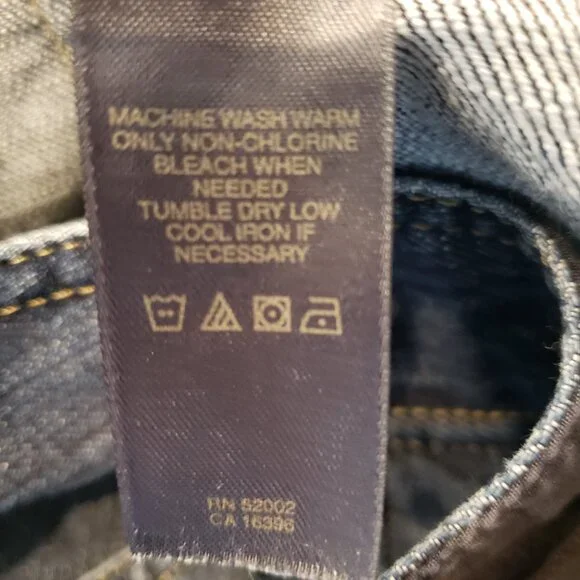 MACHINE WASH WARM
ONLY NON-CHLORINE
BLEACH WHEN
NEEDED
TUMBLE DRY LOW
COOL IRON IF
NECESSARY
RN 52002
CA 16396